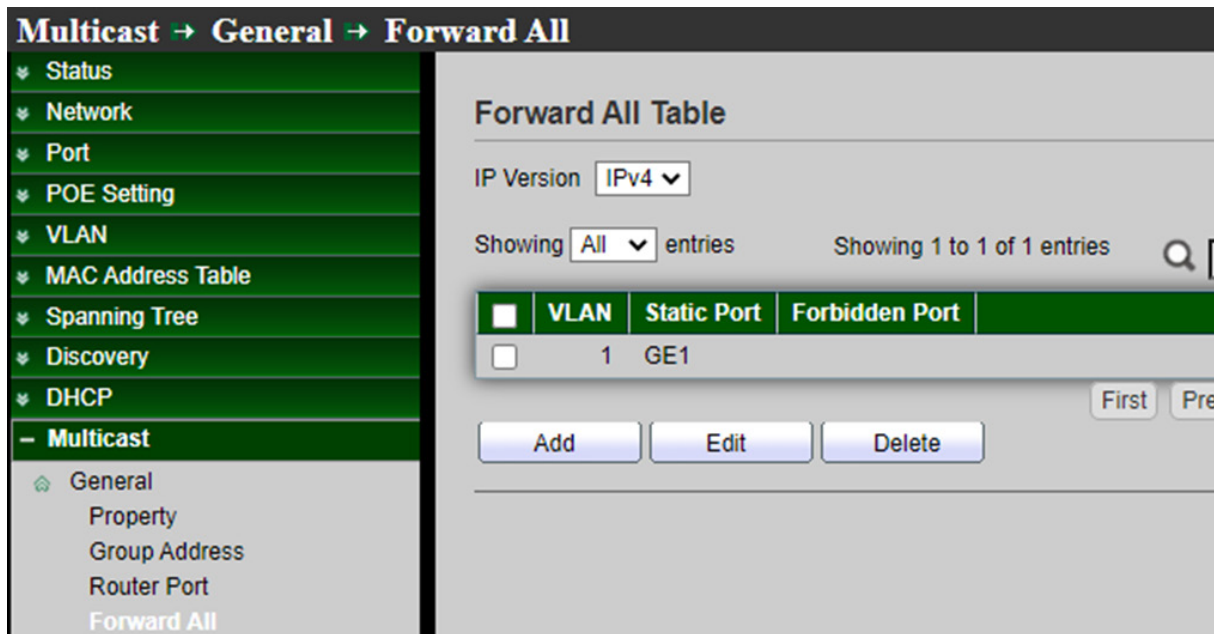 Multicast → General → Forward All
Status
Network
Port
POE Setting
VLAN
MAC Address Table
Spanning Tree
Discovery
DHCP
Multicast
General
Property
Group Address
Router Port
Forward All
Forward All Table
IP Version IPv4
Showing All entries Showing 1 to 1 of 1 entries
VLAN Static Port Forbidden Port
1 GE1
First Pre
Add Edit Delete